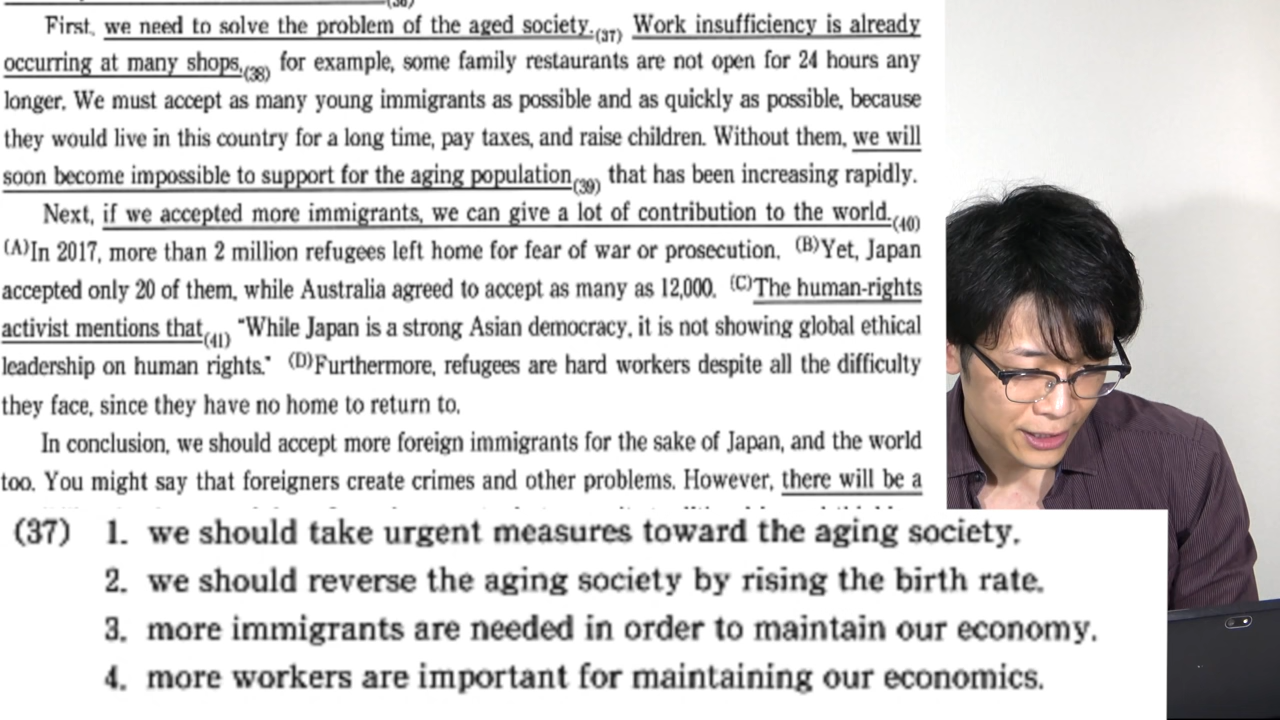 (36)
First, we need to solve the problem of the aged society.(37) Work insufficiency is already
occurring at many shops,(38) for example, some family restaurants are not open for 24 hours any
longer. We must accept as many young immigrants as possible and as quickly as possible, because
they would live in this country for a long time, pay taxes, and raise children. Without them, we will
soon become impossible to support for the aging population(39) that has been increasing rapidly.
Next, if we accepted more immigrants, we can give a lot of contribution to the world.(40)
(A)In 2017, more than 2 million refugees left home for fear of war or prosecution. (B)Yet, Japan
accepted only 20 of them, while Australia agreed to accept as many as 12,000. (C)The human-rights
activist mentions that(41) "While Japan is a strong Asian democracy, it is not showing global ethical
leadership on human rights." (D)Furthermore, refugees are hard workers despite all the difficulty
they face, since they have no home to return to.
In conclusion, we should accept more foreign immigrants for the sake of Japan, and the world
too. You might say that foreigners create crimes and other problems. However, there will be a
(37) 1. we should take urgent measures toward the aging society.
2. we should reverse the aging society by rising the birth rate.
3. more immigrants are needed in order to maintain our economy.
4. more workers are important for maintaining our economics.